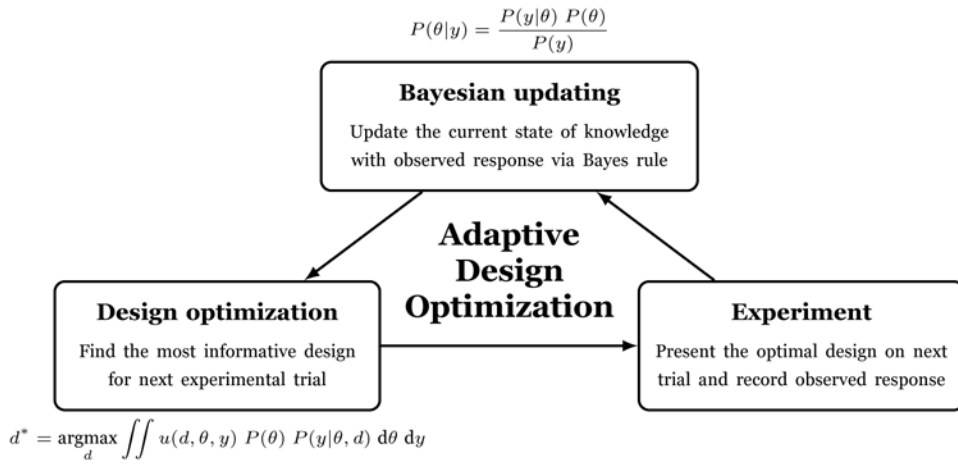 P(θ|y) = P(y|θ) P(θ) / P(y)
Bayesian updating
Update the current state of knowledge
with observed response via Bayes rule
Adaptive
Design
Optimization
Design optimization
Find the most informative design
for next experimental trial
Experiment
Present the optimal design on next
trial and record observed response
d* = argmax_d ∬ u(d, θ, y) P(θ) P(y|θ, d) dθ dy